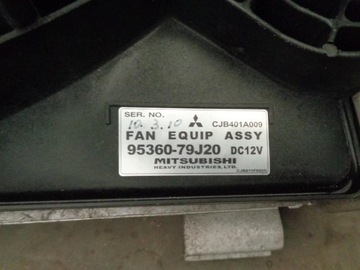 SER. NO.
10. 3. 10 CJB401A009
FAN EQUIP ASSY
95360-79J20 DC12V
MITSUBISHI
HEAVY INDUSTRIES, LTD.